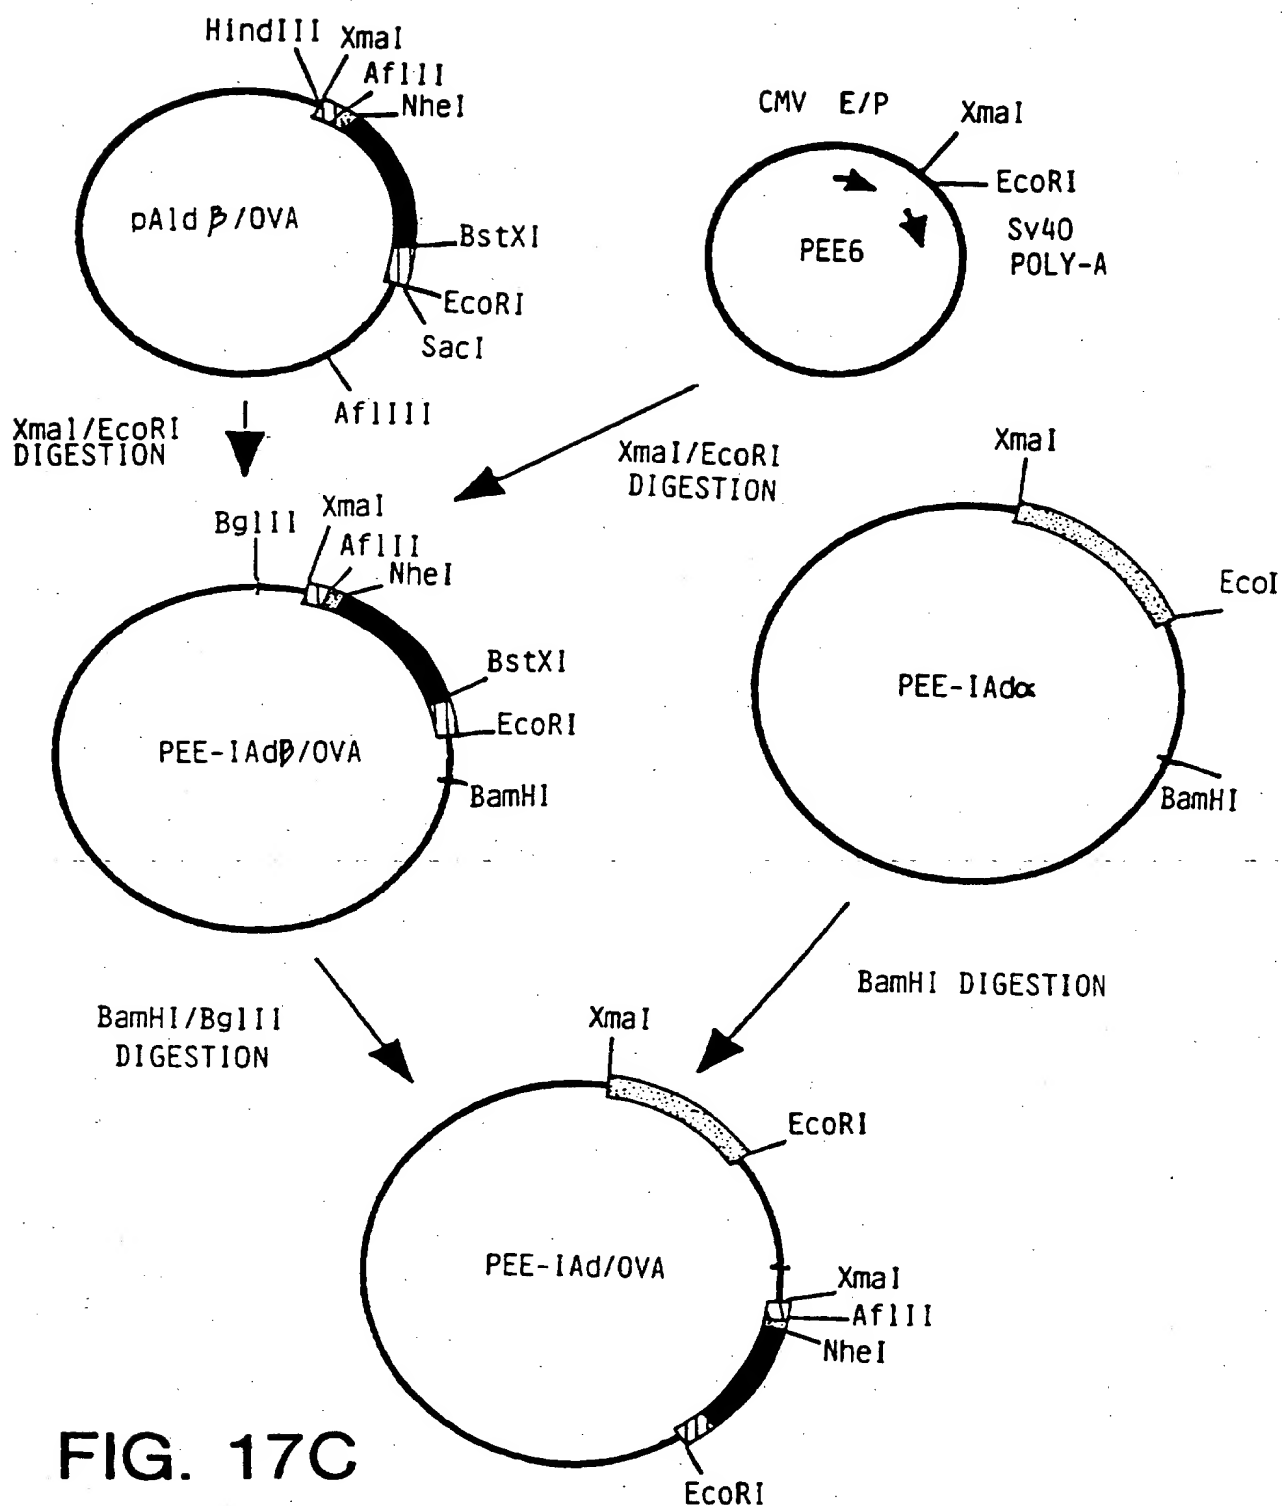 HindIII
XmaI
AflII
NheI
pAld β/OVA
BstXI
EcoRI
SacI
AflIII
CMV E/P
XmaI
EcoRI
PEE6
Sv40
POLY-A
XmaI/EcoRI
DIGESTION
XmaI/EcoRI
DIGESTION
BglII
XmaI
AflII
NheI
BstXI
EcoRI
PEE-IAdβ/OVA
BamHI
XmaI
EcoI
PEE-IAdα
BamHI
BamHI/BglII
DIGESTION
BamHI DIGESTION
XmaI
EcoRI
PEE-IAd/OVA
XmaI
AflII
NheI
EcoRI
FIG. 17C